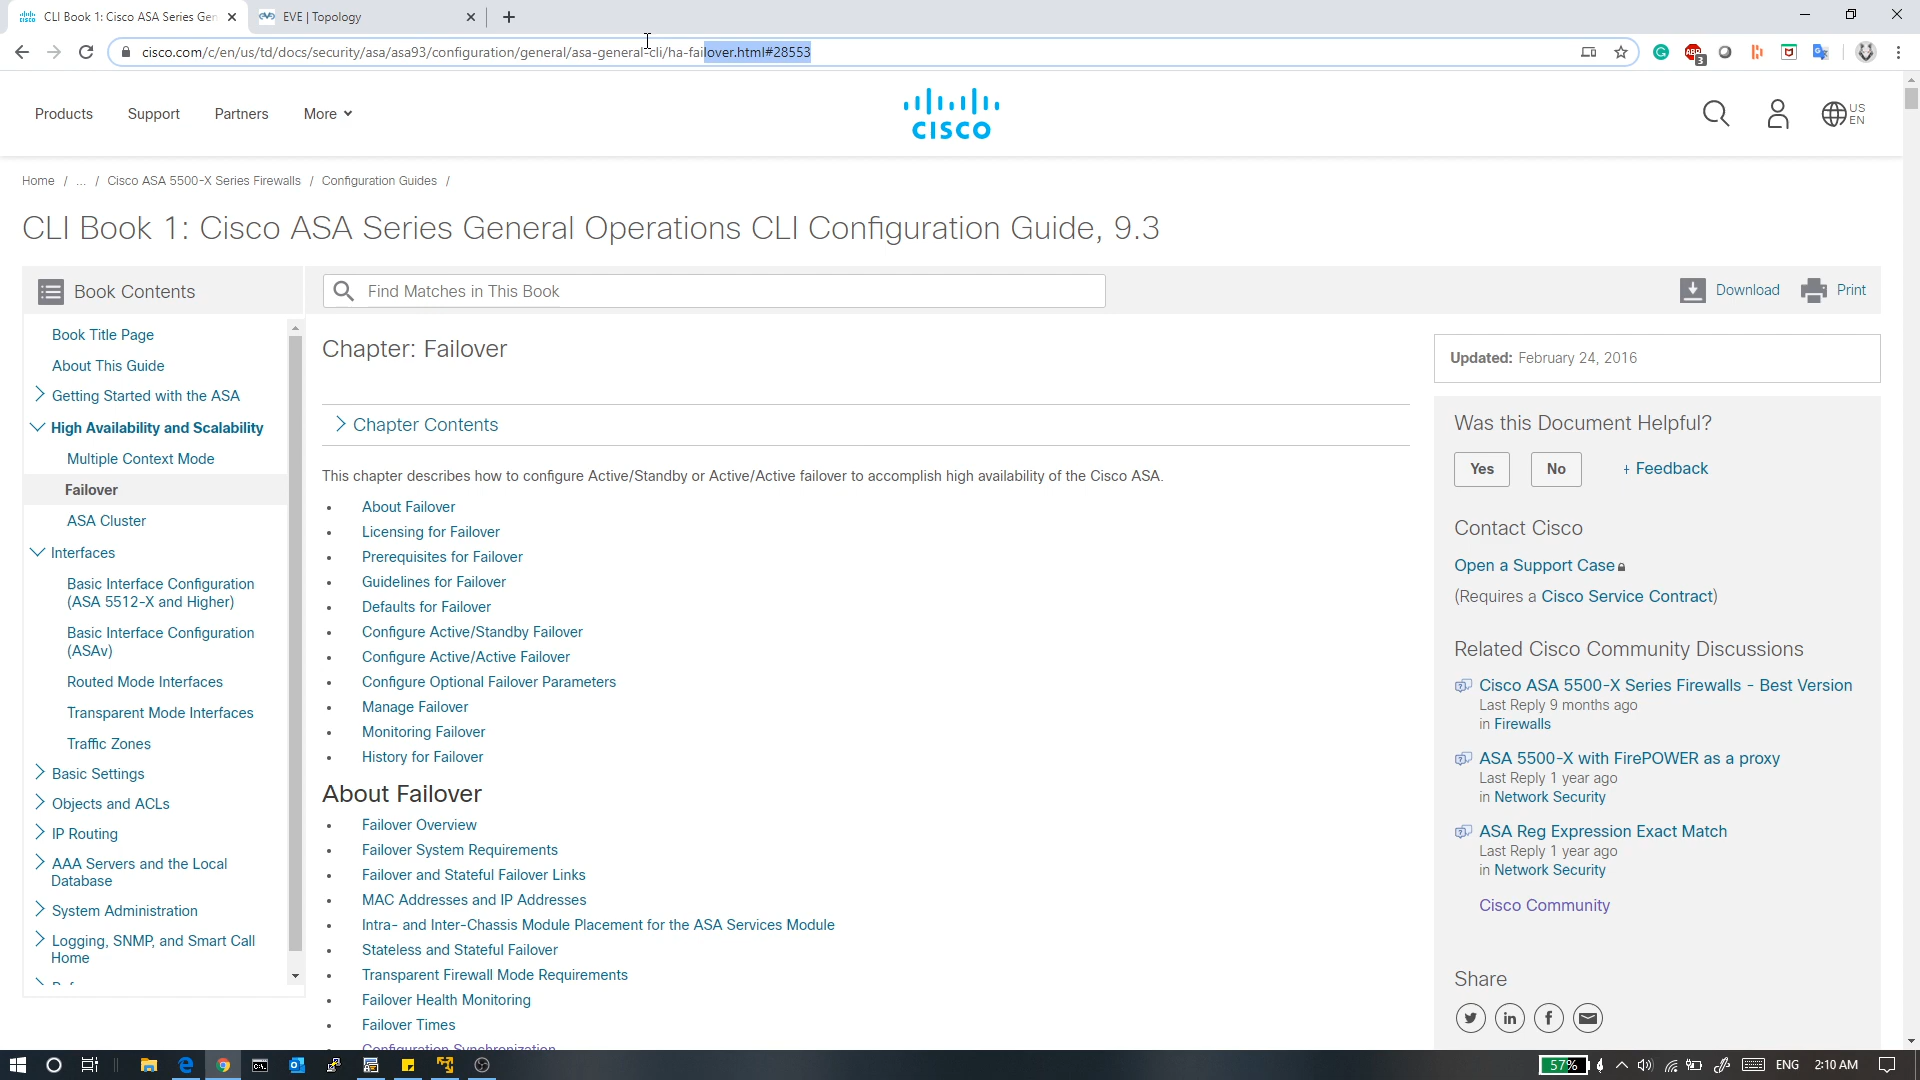 CLI Book 1: Cisco ASA Series Gen
EVE | Topology
cisco.com/c/en/us/td/docs/security/asa/asa93/configuration/general/asa-general-cli/ha-failover.html#28553
ABP
3
Products
Support
Partners
More
CISCO
US
EN
Home / ... / Cisco ASA 5500-X Series Firewalls / Configuration Guides /
CLI Book 1: Cisco ASA Series General Operations CLI Configuration Guide, 9.3
Book Contents
Find Matches in This Book
Download
Print
Book Title Page
About This Guide
Getting Started with the ASA
High Availability and Scalability
Multiple Context Mode
Failover
ASA Cluster
Interfaces
Basic Interface Configuration
(ASA 5512-X and Higher)
Basic Interface Configuration
(ASAv)
Routed Mode Interfaces
Transparent Mode Interfaces
Traffic Zones
Basic Settings
Objects and ACLs
IP Routing
AAA Servers and the Local
Database
System Administration
Logging, SNMP, and Smart Call
Home
Chapter: Failover
Chapter Contents
This chapter describes how to configure Active/Standby or Active/Active failover to accomplish high availability of the Cisco ASA.
• About Failover
• Licensing for Failover
• Prerequisites for Failover
• Guidelines for Failover
• Defaults for Failover
• Configure Active/Standby Failover
• Configure Active/Active Failover
• Configure Optional Failover Parameters
• Manage Failover
• Monitoring Failover
• History for Failover
About Failover
• Failover Overview
• Failover System Requirements
• Failover and Stateful Failover Links
• MAC Addresses and IP Addresses
• Intra- and Inter-Chassis Module Placement for the ASA Services Module
• Stateless and Stateful Failover
• Transparent Firewall Mode Requirements
• Failover Health Monitoring
• Failover Times
Configuration Synchronization
Updated: February 24, 2016
Was this Document Helpful?
Yes
No
+ Feedback
Contact Cisco
Open a Support Case
(Requires a Cisco Service Contract)
Related Cisco Community Discussions
Cisco ASA 5500-X Series Firewalls - Best Version
Last Reply 9 months ago
in Firewalls
ASA 5500-X with FirePOWER as a proxy
Last Reply 1 year ago
in Network Security
ASA Reg Expression Exact Match
Last Reply 1 year ago
in Network Security
Cisco Community
Share
57%
ENG
2:10 AM